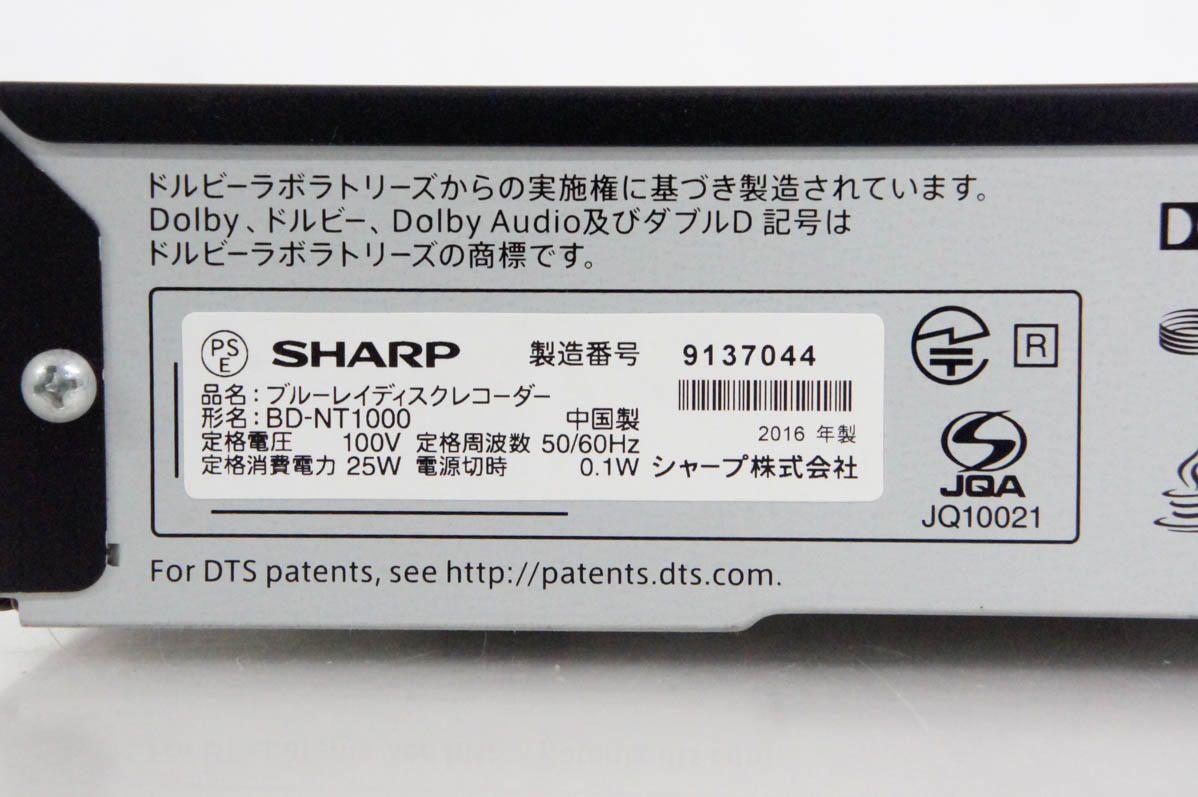 ドルビーラボラトリーズからの実施権に基づき製造されています。
Dolby、ドルビー、Dolby Audio及びダブルD 記号は
ドルビーラボラトリーズの商標です。
PS E SHARP 製造番号 9137044
品名：ブルーレイディスクレコーダー
形名：BD-NT1000 中国製
定格電圧 100V 定格周波数 50/60Hz 2016 年製
定格消費電力 25W 電源切時 0.1W シャープ株式会社
R
JQA
JQ10021
For DTS patents, see http://patents.dts.com.